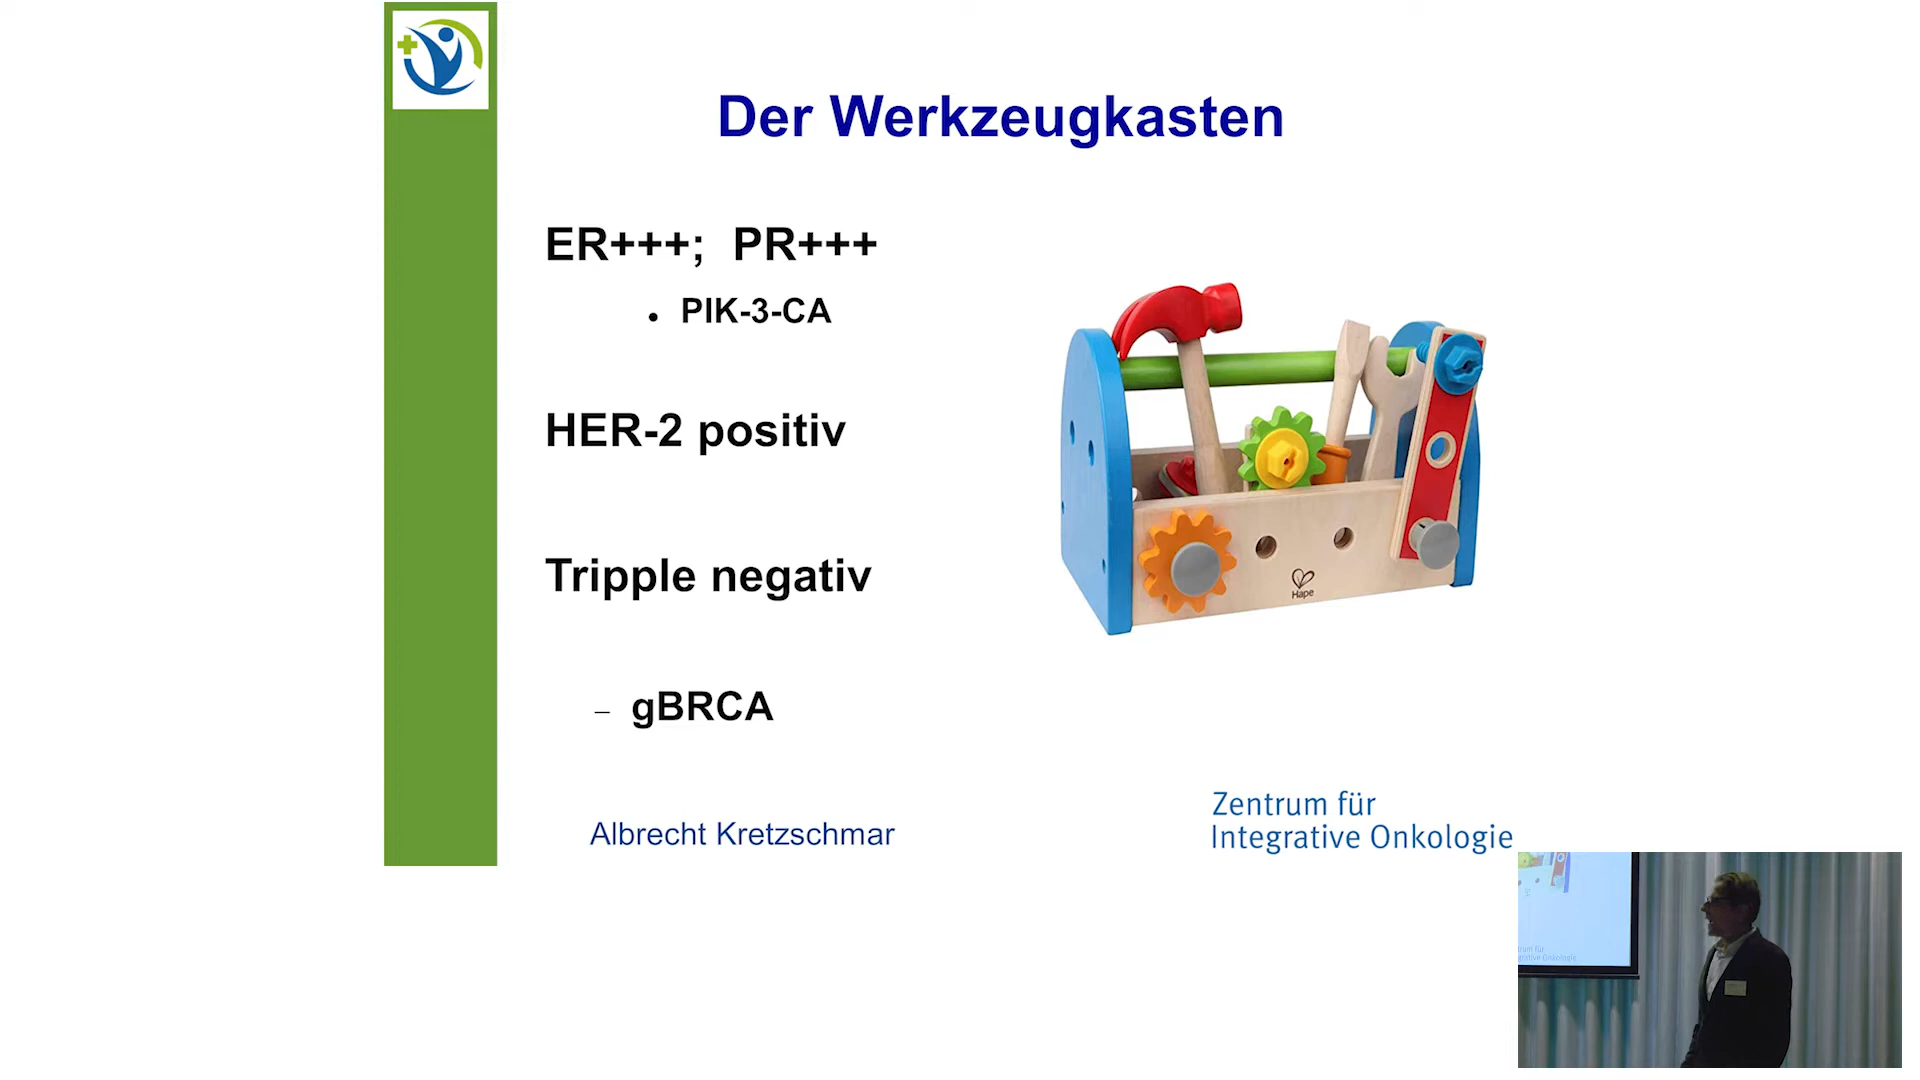 Der Werkzeugkasten
ER+++; PR+++
• PIK-3-CA
HER-2 positiv
Tripple negativ
– gBRCA
Hape
Albrecht Kretzschmar
Zentrum für
Integrative Onkologie